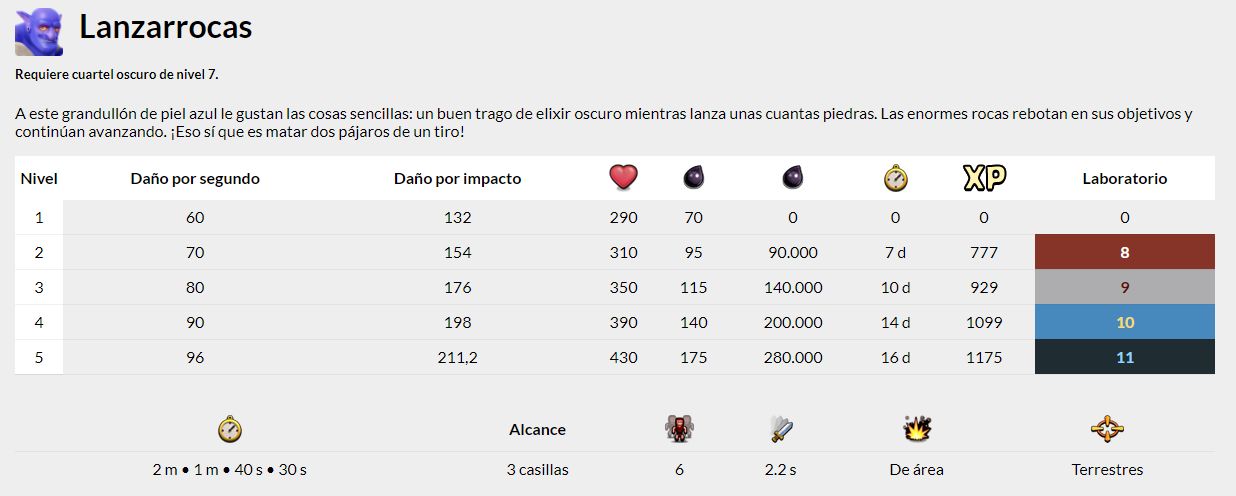 Lanzarrocas
Requiere cuartel oscuro de nivel 7.
A este grandullón de piel azul le gustan las cosas sencillas: un buen trago de elixir oscuro mientras lanza unas cuantas piedras. Las enormes rocas rebotan en sus objetivos y
continúan avanzando. ¡Eso sí que es matar dos pájaros de un tiro!
Nivel Daño por segundo Daño por impacto XP Laboratorio
1 60 132 290 70 0 0 0 0
2 70 154 310 95 90.000 7 d 777 8
3 80 176 350 115 140.000 10 d 929 9
4 90 198 390 140 200.000 14 d 1099 10
5 96 211,2 430 175 280.000 16 d 1175 11
Alcance
2 m • 1 m • 40 s • 30 s 3 casillas 6 2.2 s De área Terrestres